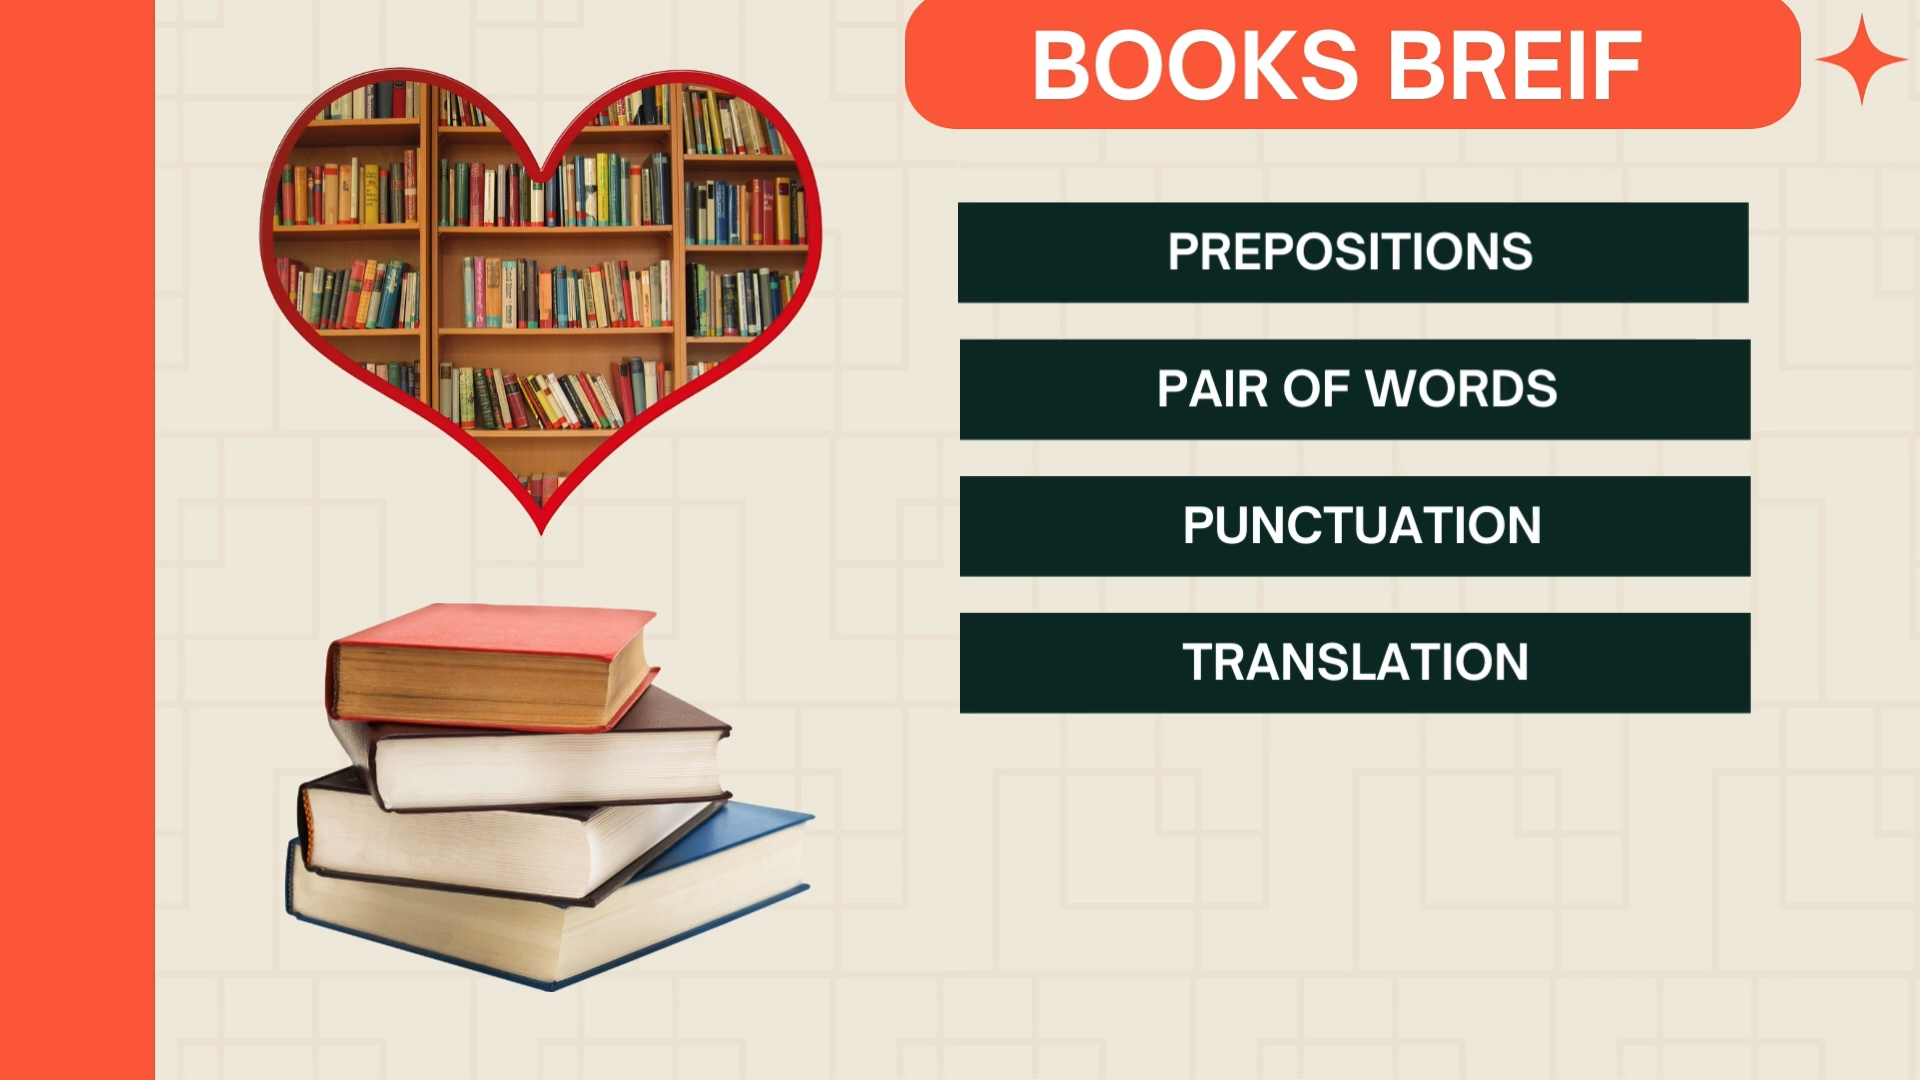 BOOKS BREIF
PREPOSITIONS
PAIR OF WORDS
PUNCTUATION
TRANSLATION